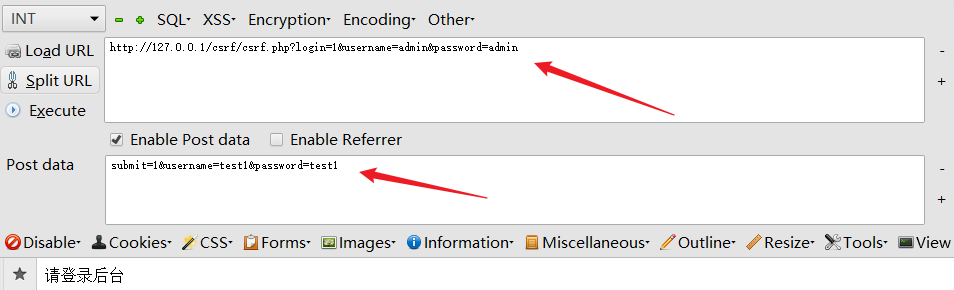 INT SQL XSS Encryption Encoding Other
Load URL
http://127.0.0.1/csrf/csrf.php?login=1&username=admin&password=admin
Split URL
Execute
Enable Post data Enable Referrer
Post data
submit=1&username=test1&password=test1
Disable Cookies CSS Forms Images Information Miscellaneous Outline Resize Tools View
请登录后台